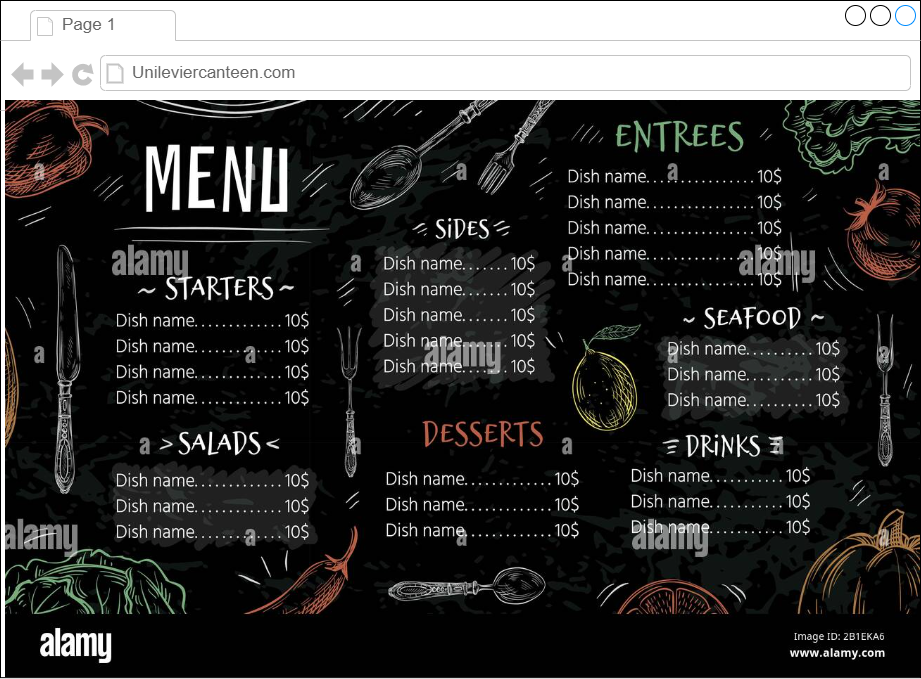 Page 1
Unileviercanteen.com
MENU
~ STARTERS ~
Dish name............. 10$
Dish name............. 10$
Dish name............. 10$
Dish name............. 10$
> SALADS <
Dish name............. 10$
Dish name............. 10$
Dish name............. 10$
SiDES
Dish name....... 10$
Dish name....... 10$
Dish name....... 10$
Dish name....... 10$
Dish name....... 10$
DESSERTS
Dish name............. 10$
Dish name............. 10$
Dish name............. 10$
ENTREES
Dish name................ 10$
Dish name................ 10$
Dish name................ 10$
Dish name................ 10$
Dish name................ 10$
~ SEAFOOD ~
Dish name.......... 10$
Dish name.......... 10$
Dish name.......... 10$
DRiNKS
Dish name........... 10$
Dish name........... 10$
Dish name........... 10$
a
a
a
a
alamy
a
a
alamy
a
a
alamy
a
a
a
a
alamy
a
a
alamy
a
alamy
Image ID: 2B1EKA6
www.alamy.com